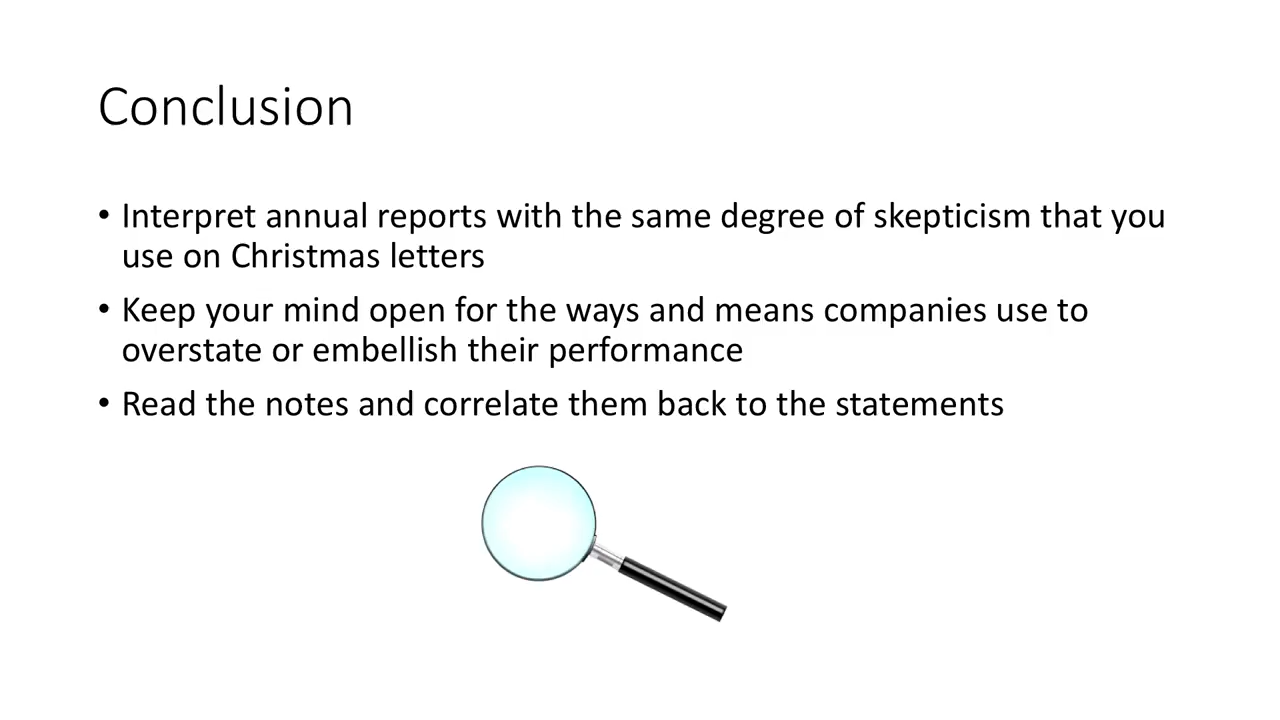 Conclusion
• Interpret annual reports with the same degree of skepticism that you
use on Christmas letters
• Keep your mind open for the ways and means companies use to
overstate or embellish their performance
• Read the notes and correlate them back to the statements